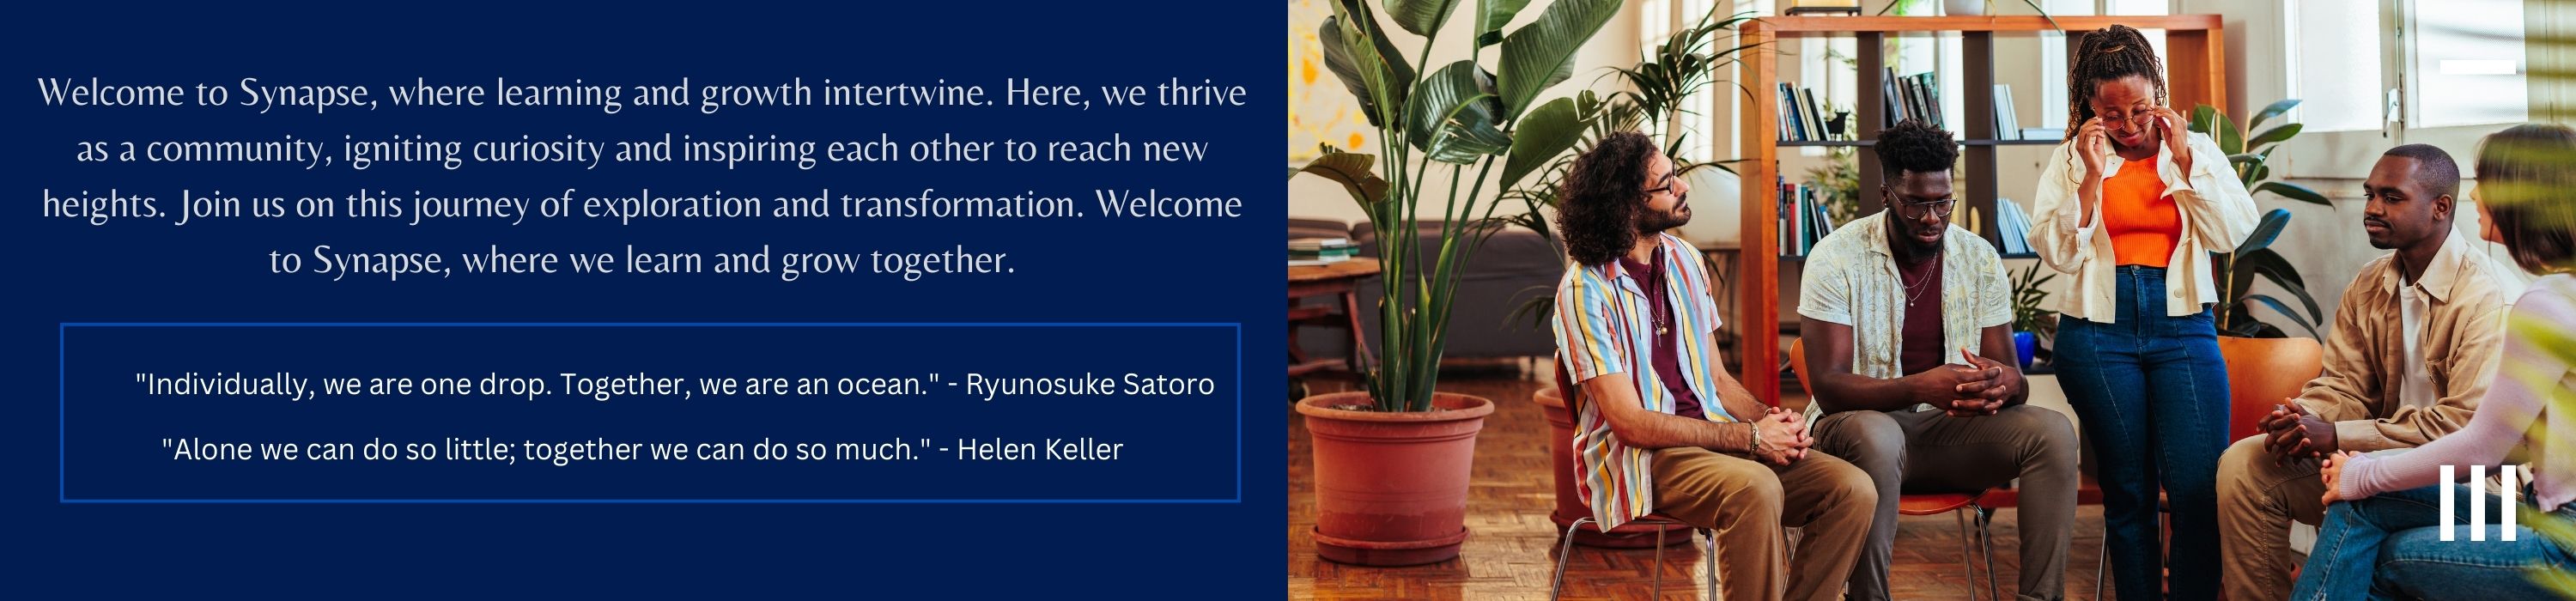 Welcome to Synapse, where learning and growth intertwine. Here, we thrive
as a community, igniting curiosity and inspiring each other to reach new
heights. Join us on this journey of exploration and transformation. Welcome
to Synapse, where we learn and grow together.
"Individually, we are one drop. Together, we are an ocean." - Ryunosuke Satoro
"Alone we can do so little; together we can do so much." - Helen Keller